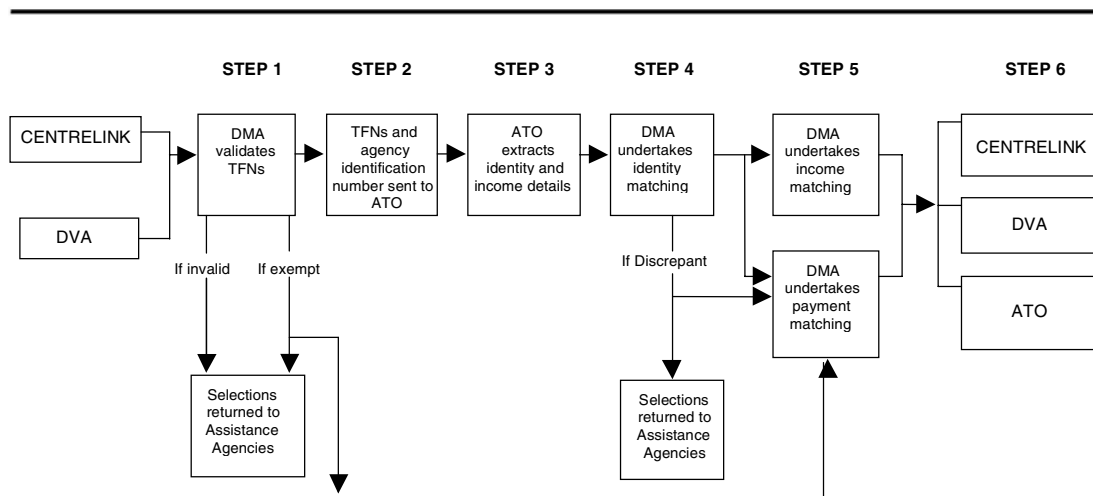 STEP 1 STEP 2 STEP 3 STEP 4 STEP 5 STEP 6
CENTRELINK
DVA
DMA
validates
TFNs
TFNs and
agency
identification
number sent to
ATO
ATO
extracts
identity and
income details
DMA
undertakes
identity
matching
DMA
undertakes
income
matching
CENTRELINK
DVA
ATO
If invalid
If exempt
If Discrepant
DMA
undertakes
payment
matching
Selections
returned to
Assistance
Agencies
Selections
returned to
Assistance
Agencies